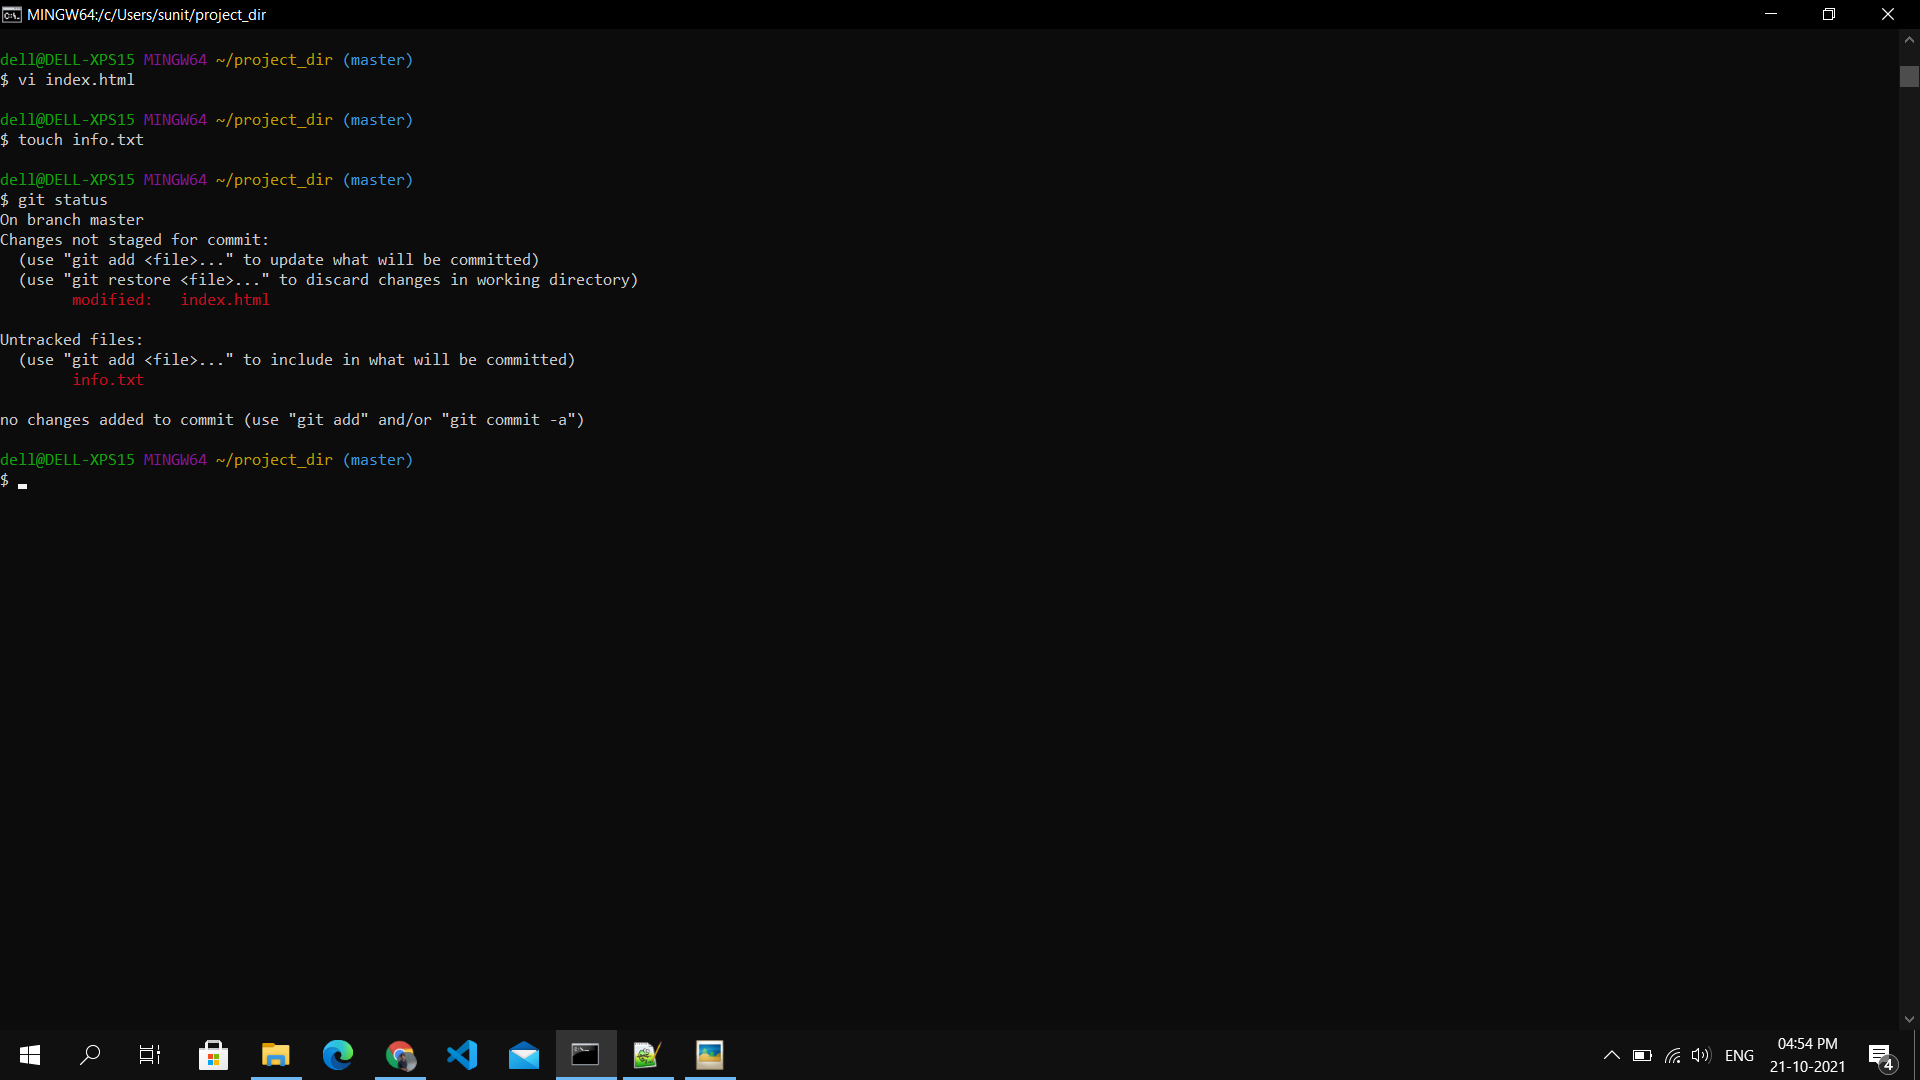 MINGW64:/c/Users/sunit/project_dir
dell@DELL-XPS15 MINGW64 ~/project_dir (master)
$ vi index.html
dell@DELL-XPS15 MINGW64 ~/project_dir (master)
$ touch info.txt
dell@DELL-XPS15 MINGW64 ~/project_dir (master)
$ git status
On branch master
Changes not staged for commit:
  (use "git add <file>..." to update what will be committed)
  (use "git restore <file>..." to discard changes in working directory)
        modified:   index.html
Untracked files:
  (use "git add <file>..." to include in what will be committed)
        info.txt
no changes added to commit (use "git add" and/or "git commit -a")
dell@DELL-XPS15 MINGW64 ~/project_dir (master)
$
ENG
04:54 PM
21-10-2021
4